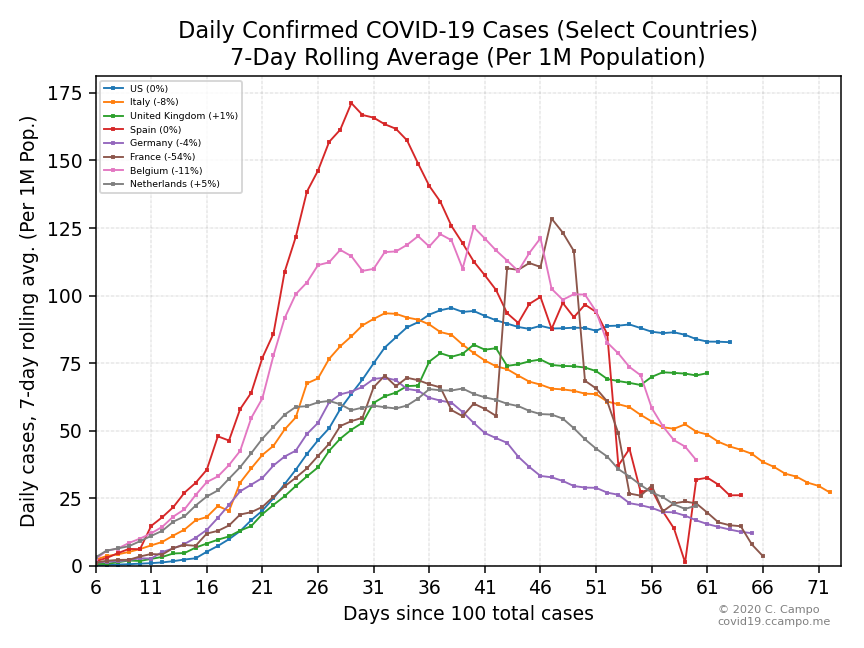 Daily Confirmed COVID-19 Cases (Select Countries)
7-Day Rolling Average (Per 1M Population)
Daily cases, 7-day rolling avg. (Per 1M Pop.)
175
150
125
100
75
50
25
0
US (0%)
Italy (-8%)
United Kingdom (+1%)
Spain (0%)
Germany (-4%)
France (-54%)
Belgium (-11%)
Netherlands (+5%)
6 11 16 21 26 31 36 41 46 51 56 61 66 71
Days since 100 total cases
© 2020 C. Campo
covid19.ccampo.me